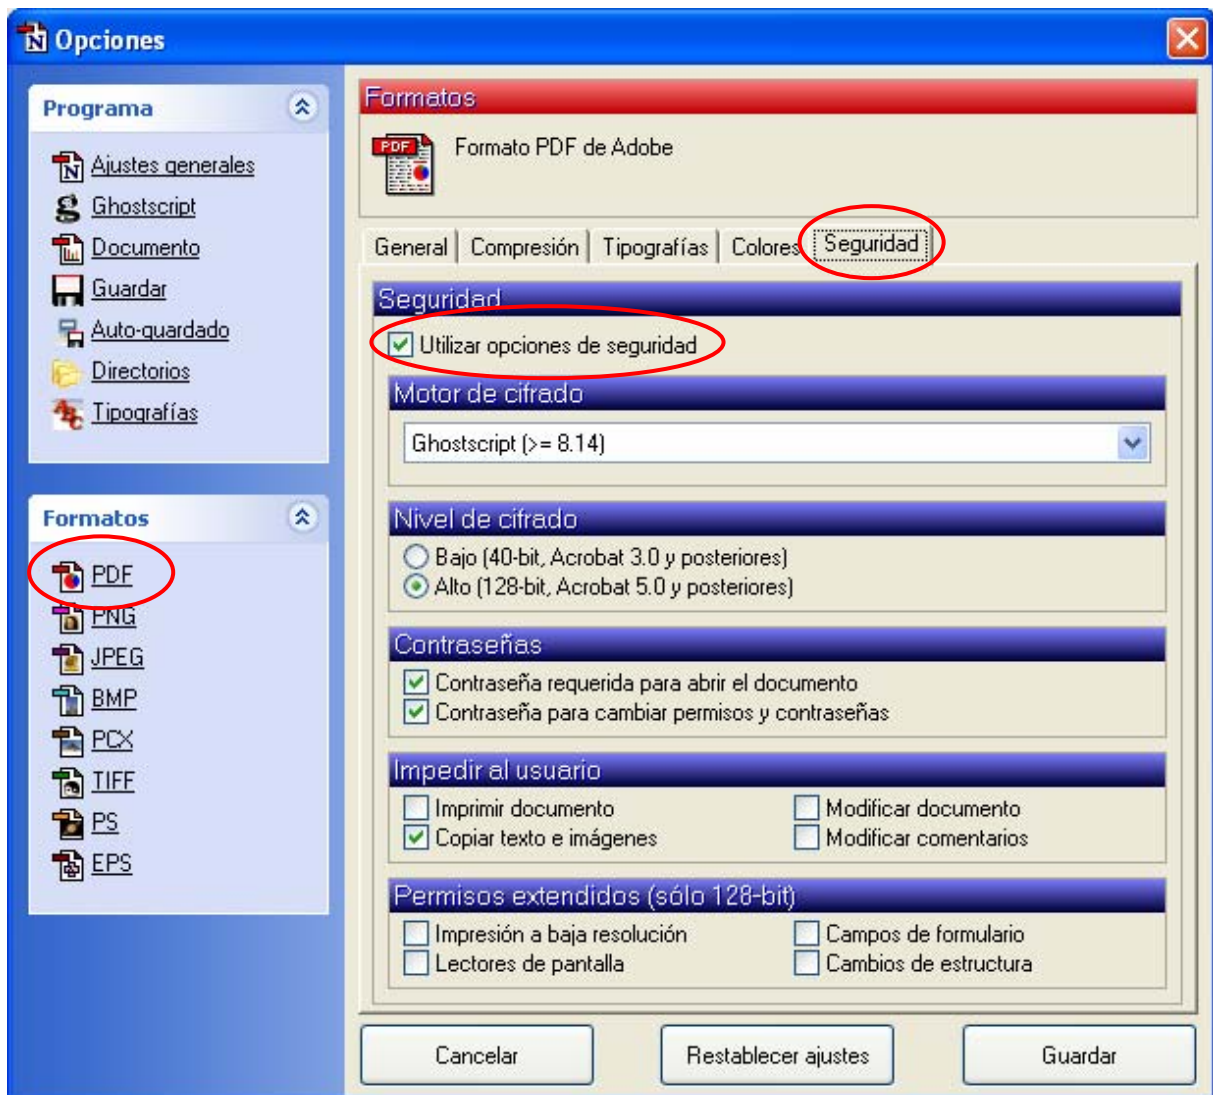 Opciones
Programa
Ajustes generales
Ghostscript
Documento
Guardar
Auto-guardado
Directorios
Tipografías
Formatos
PDF
PNG
JPEG
BMP
PCX
TIFF
PS
EPS
Formatos
PDF
Formato PDF de Adobe
General Compresión Tipografías Colores Seguridad
Seguridad
Utilizar opciones de seguridad
Motor de cifrado
Ghostscript (>= 8.14)
Nivel de cifrado
Bajo (40-bit, Acrobat 3.0 y posteriores)
Alto (128-bit, Acrobat 5.0 y posteriores)
Contraseñas
Contraseña requerida para abrir el documento
Contraseña para cambiar permisos y contraseñas
Impedir al usuario
Imprimir documento Modificar documento
Copiar texto e imágenes Modificar comentarios
Permisos extendidos (sólo 128-bit)
Impresión a baja resolución Campos de formulario
Lectores de pantalla Cambios de estructura
Cancelar Restablecer ajustes Guardar